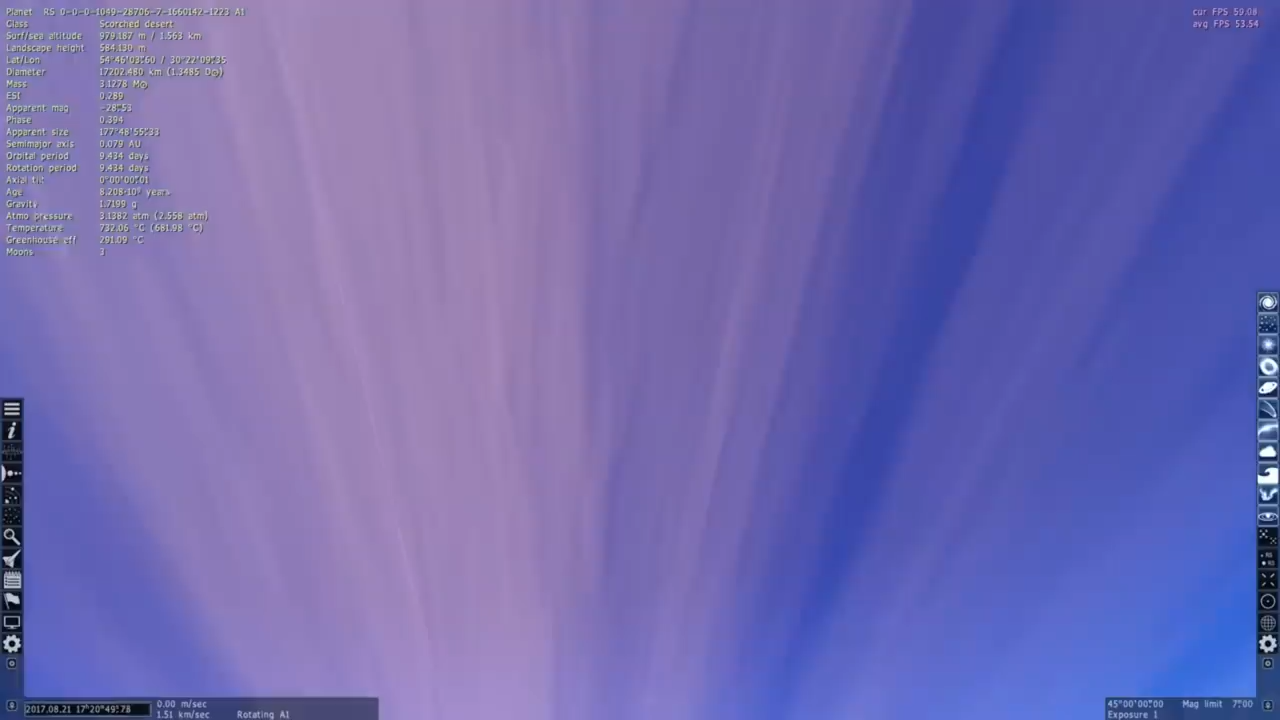 Planet RS 0-0-0-1049-28706-7-1660142-1223 A1
Class Scorched desert
Surf/sea altitude 979.187 m / 1.563 km
Landscape height 584.130 m
Lat/Lon 54°46'03".60 / 30°22'09".35
Diameter 17202.480 km (1.3485 D⊕)
Mass 3.1278 M⊕
ESI 0.289
Apparent mag -28ᵐ.53
Phase 0.394
Apparent size 177°48'55".33
Semimajor axis 0.079 AU
Orbital period 9.434 days
Rotation period 9.434 days
Axial tilt 0°00'00".01
Age 8.208·10⁹ years
Gravity 1.7199 g
Atmo pressure 3.1382 atm (2.558 atm)
Temperature 732.06 °C (681.98 °C)
Greenhouse eff 291.09 °C
Moons 3
cur FPS 59.08
avg FPS 53.54
RS
RS
2017.08.21 17ʰ20ᵐ49ˢ.78
0.00 m/sec
1.51 km/sec Rotating A1
45°00'00".00 Mag limit 7ᵐ.00
Exposure 1